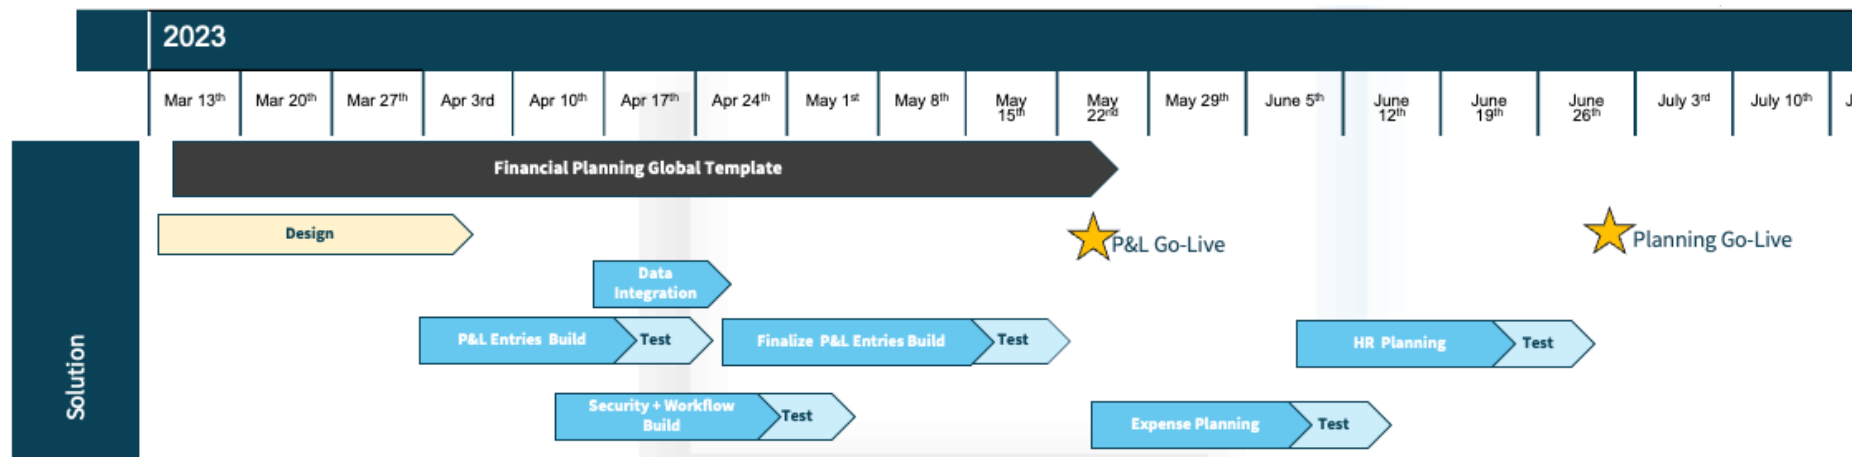 2023
Mar 13th
Mar 20th
Mar 27th
Apr 3rd
Apr 10th
Apr 17th
Apr 24th
May 1st
May 8th
May
15th
May
22nd
May 29th
June 5th
June
12th
June
19th
June
26th
July 3rd
July 10th
J
Solution
Financial Planning Global Template
Design
P&L Go-Live
Planning Go-Live
Data
Integration
P&L Entries Build
Test
Finalize P&L Entries Build
Test
HR Planning
Test
Security + Workflow
Build
Test
Expense Planning
Test